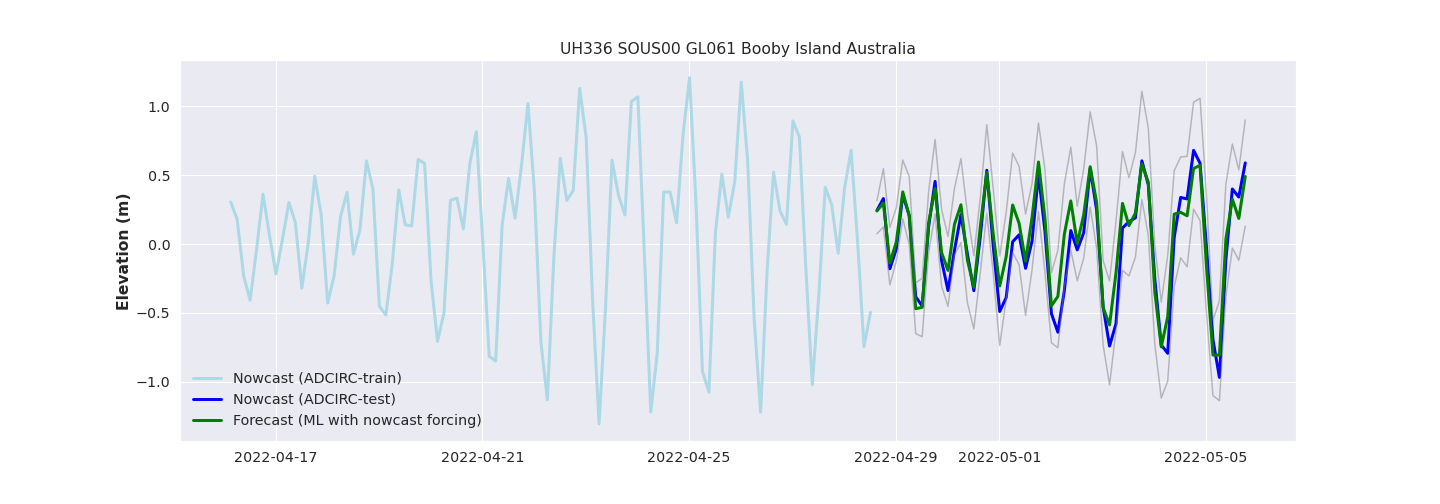 UH336 SOUS00 GL061 Booby Island Australia
Elevation (m)
1.0
0.5
0.0
−0.5
−1.0
Nowcast (ADCIRC-train)
Nowcast (ADCIRC-test)
Forecast (ML with nowcast forcing)
2022-04-17 2022-04-21 2022-04-25 2022-04-29 2022-05-01 2022-05-05